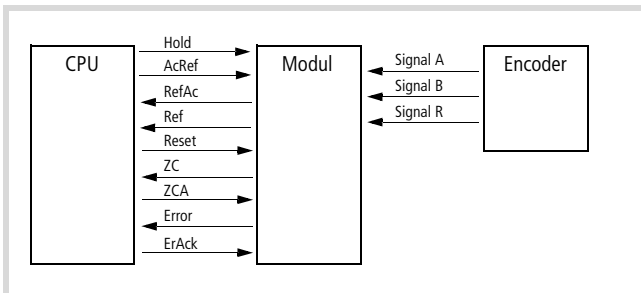 CPU
Hold
AcRef
RefAc
Ref
Reset
ZC
ZCA
Error
ErAck
Modul
Signal A
Signal B
Signal R
Encoder